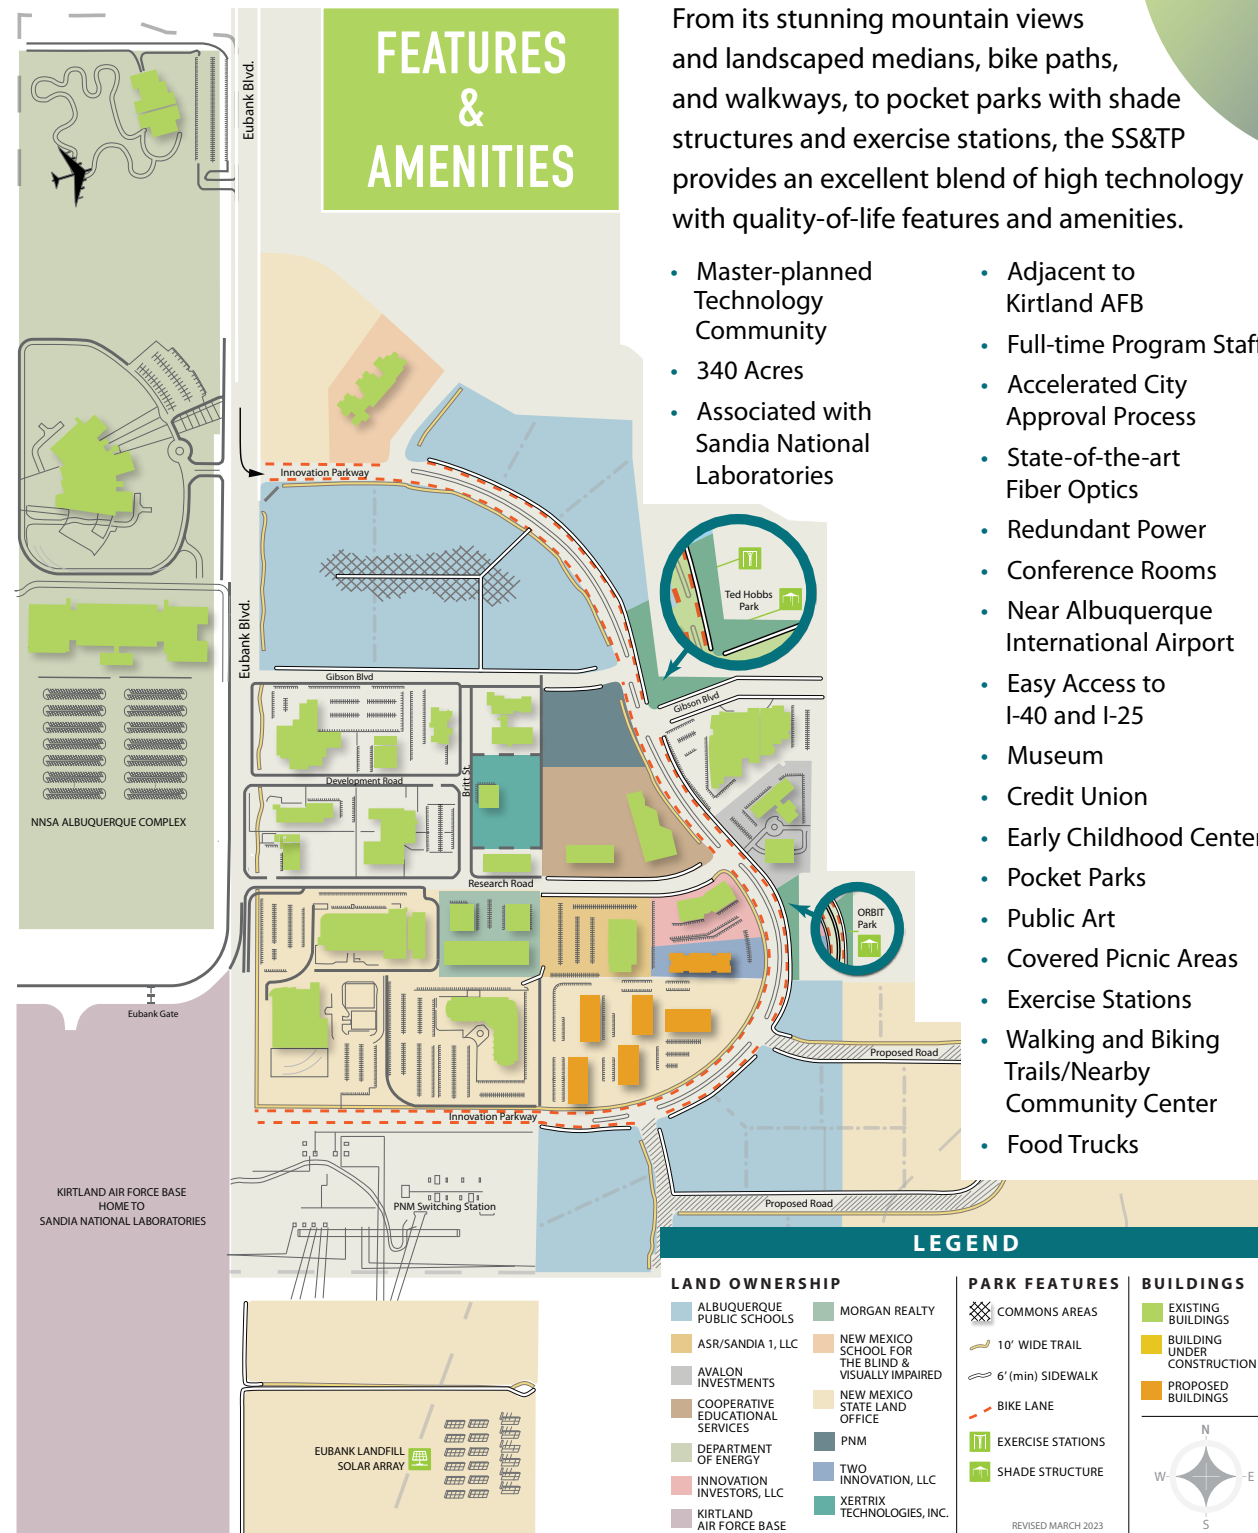 FEATURES
&
AMENITIES
From its stunning mountain views
and landscaped medians, bike paths,
and walkways, to pocket parks with shade
structures and exercise stations, the SS&TP
provides an excellent blend of high technology
with quality-of-life features and amenities.
• Master-planned
Technology
Community
• 340 Acres
• Associated with
Sandia National
Laboratories
• Adjacent to
Kirtland AFB
• Full-time Program Staff
• Accelerated City
Approval Process
• State-of-the-art
Fiber Optics
• Redundant Power
• Conference Rooms
• Near Albuquerque
International Airport
• Easy Access to
I-40 and I-25
• Museum
• Credit Union
• Early Childhood Center
• Pocket Parks
• Public Art
• Covered Picnic Areas
• Exercise Stations
• Walking and Biking
Trails/Nearby
Community Center
• Food Trucks
Eubank Blvd.
Innovation Parkway
Ted Hobbs
Park
Eubank Blvd.
Gibson Blvd
Gibson Blvd
Development Road
Britt St.
NNSA ALBUQUERQUE COMPLEX
Research Road
ORBIT
Park
Eubank Gate
Proposed Road
Innovation Parkway
KIRTLAND AIR FORCE BASE
HOME TO
SANDIA NATIONAL LABORATORIES
PNM Switching Station
Proposed Road
EUBANK LANDFILL
SOLAR ARRAY
LEGEND
LAND OWNERSHIP
ALBUQUERQUE
PUBLIC SCHOOLS
ASR/SANDIA 1, LLC
AVALON
INVESTMENTS
COOPERATIVE
EDUCATIONAL
SERVICES
DEPARTMENT
OF ENERGY
INNOVATION
INVESTORS, LLC
KIRTLAND
AIR FORCE BASE
MORGAN REALTY
NEW MEXICO
SCHOOL FOR
THE BLIND &
VISUALLY IMPAIRED
NEW MEXICO
STATE LAND
OFFICE
PNM
TWO
INNOVATION, LLC
XERTRIX
TECHNOLOGIES, INC.
PARK FEATURES
COMMONS AREAS
10' WIDE TRAIL
6' (min) SIDEWALK
BIKE LANE
EXERCISE STATIONS
SHADE STRUCTURE
REVISED MARCH 2023
BUILDINGS
EXISTING
BUILDINGS
BUILDING
UNDER
CONSTRUCTION
PROPOSED
BUILDINGS
N
W
E
S